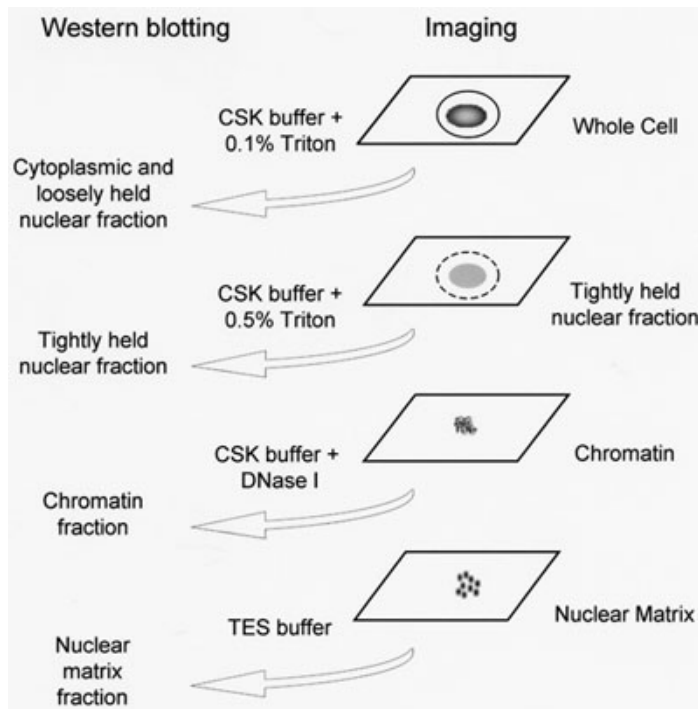 Western blotting
Imaging
CSK buffer +
0.1% Triton
Whole Cell
Cytoplasmic and
loosely held
nuclear fraction
CSK buffer +
0.5% Triton
Tightly held
nuclear fraction
Tightly held
nuclear fraction
CSK buffer +
DNase I
Chromatin
Chromatin
fraction
TES buffer
Nuclear Matrix
Nuclear
matrix
fraction